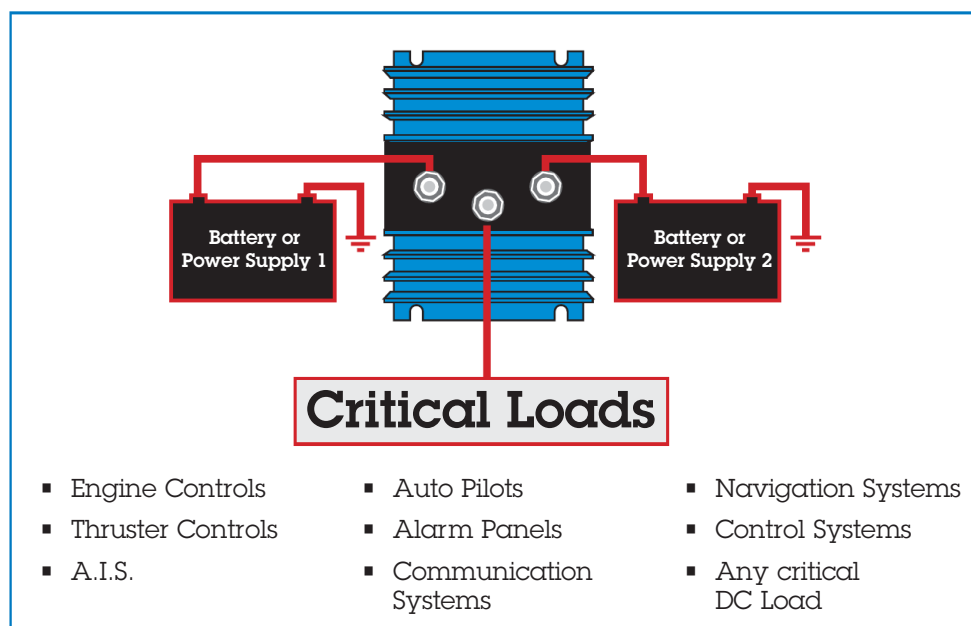 Battery or
Power Supply 1
Battery or
Power Supply 2
Critical Loads
Engine Controls
Thruster Controls
A.I.S.
Auto Pilots
Alarm Panels
Communication
Systems
Navigation Systems
Control Systems
Any critical
DC Load